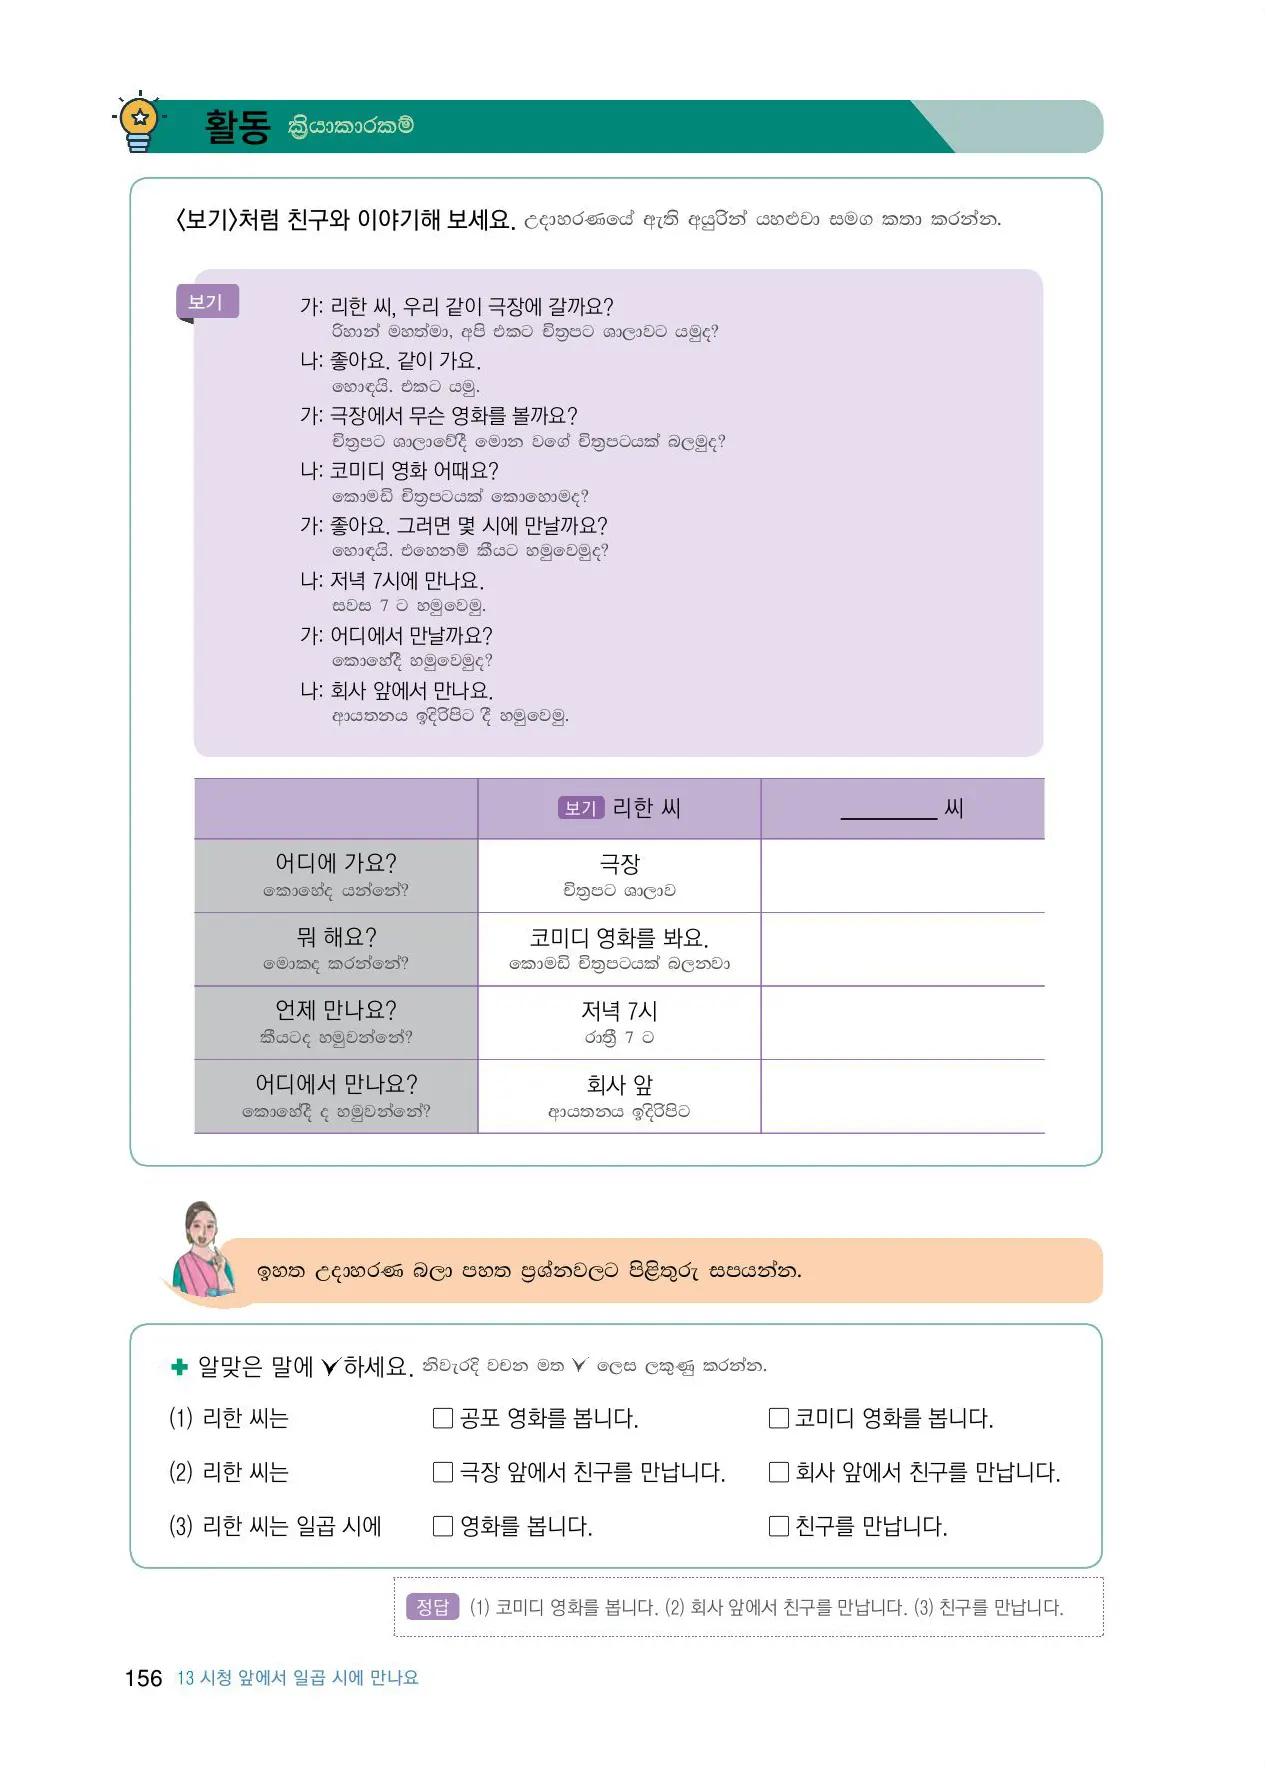 활동 ක්‍රියාකාරකම්
〈보기〉처럼 친구와 이야기해 보세요. උදාහරණයේ ඇති අයුරින් යහළුවා සමග කතා කරන්න.
보기
가: 리한 씨, 우리 같이 극장에 갈까요?
රිහාන් මහත්මා, අපි එකට චිත්‍රපට ශාලාවට යමුද?
나: 좋아요. 같이 가요.
හොඳයි. එකට යමු.
가: 극장에서 무슨 영화를 볼까요?
චිත්‍රපට ශාලාවේදී මොන වගේ චිත්‍රපටයක් බලමුද?
나: 코미디 영화 어때요?
කොමඩි චිත්‍රපටයක් කොහොමද?
가: 좋아요. 그러면 몇 시에 만날까요?
හොඳයි. එහෙනම් කීයට හමුවෙමුද?
나: 저녁 7시에 만나요.
සවස 7 ට හමුවෙමු.
가: 어디에서 만날까요?
කොහේදී හමුවෙමුද?
나: 회사 앞에서 만나요.
ආයතනය ඉදිරිපිට දී හමුවෙමු.
보기 리한 씨 ________ 씨
어디에 가요? 극장
කොහේද යන්නේ? චිත්‍රපට ශාලාව
뭐 해요? 코미디 영화를 봐요.
මොකද කරන්නේ? කොමඩි චිත්‍රපටයක් බලනවා
언제 만나요? 저녁 7시
කීයටද හමුවන්නේ? රාත්‍රී 7 ට
어디에서 만나요? 회사 앞
කොහේදී ද හමුවන්නේ? ආයතනය ඉදිරිපිට
ඉහත උදාහරණ බලා පහත ප්‍රශ්නවලට පිළිතුරු සපයන්න.
✚ 알맞은 말에 ✓하세요. නිවැරදි වචන මත ✓ ලෙස ලකුණු කරන්න.
(1) 리한 씨는 □ 공포 영화를 봅니다. □ 코미디 영화를 봅니다.
(2) 리한 씨는 □ 극장 앞에서 친구를 만납니다. □ 회사 앞에서 친구를 만납니다.
(3) 리한 씨는 일곱 시에 □ 영화를 봅니다. □ 친구를 만납니다.
정답 (1) 코미디 영화를 봅니다. (2) 회사 앞에서 친구를 만납니다. (3) 친구를 만납니다.
156 13 시청 앞에서 일곱 시에 만나요